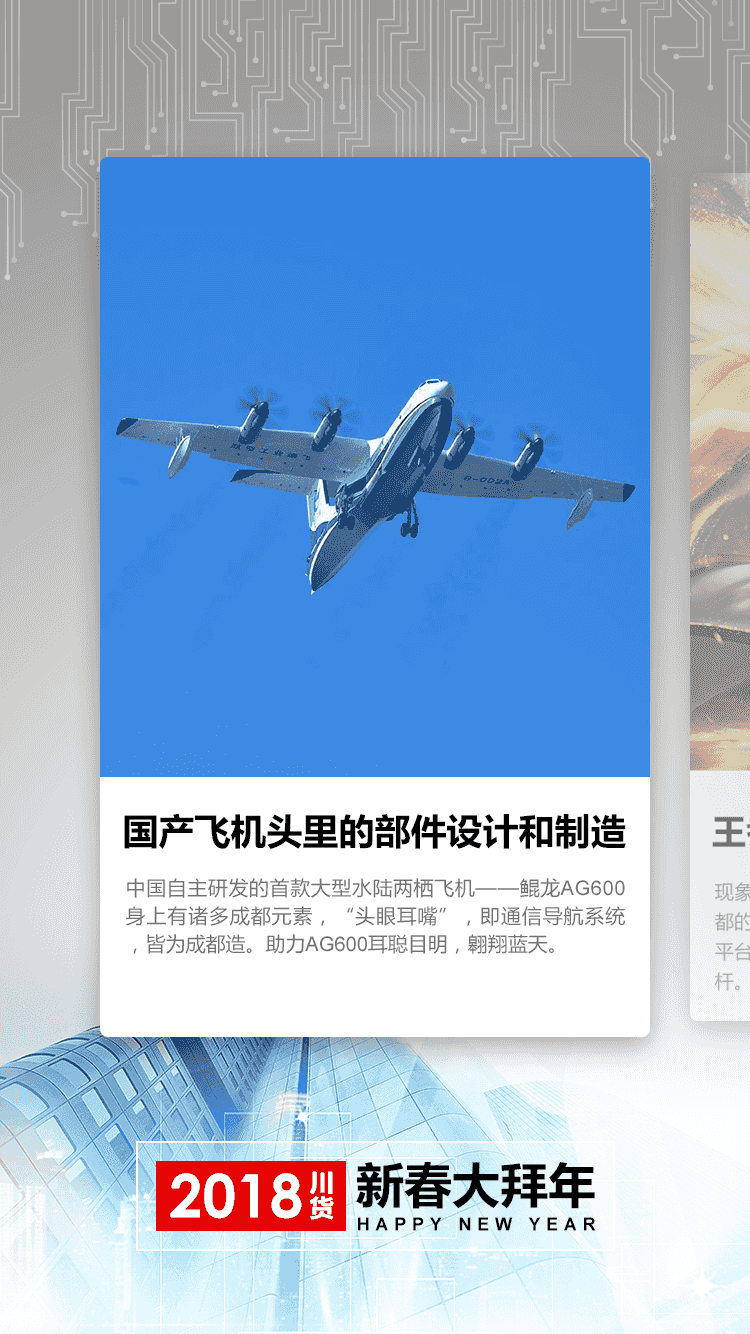 国产飞机头里的部件设计和制造
中国自主研发的首款大型水陆两栖飞机——鲲龙AG600
身上有诸多成都元素，“头眼耳嘴”，即通信导航系统
，皆为成都造。助力AG600耳聪目明，翱翔蓝天。
王
现象
都的
平台
杆。
2018川货 新春大拜年
HAPPY NEW YEAR